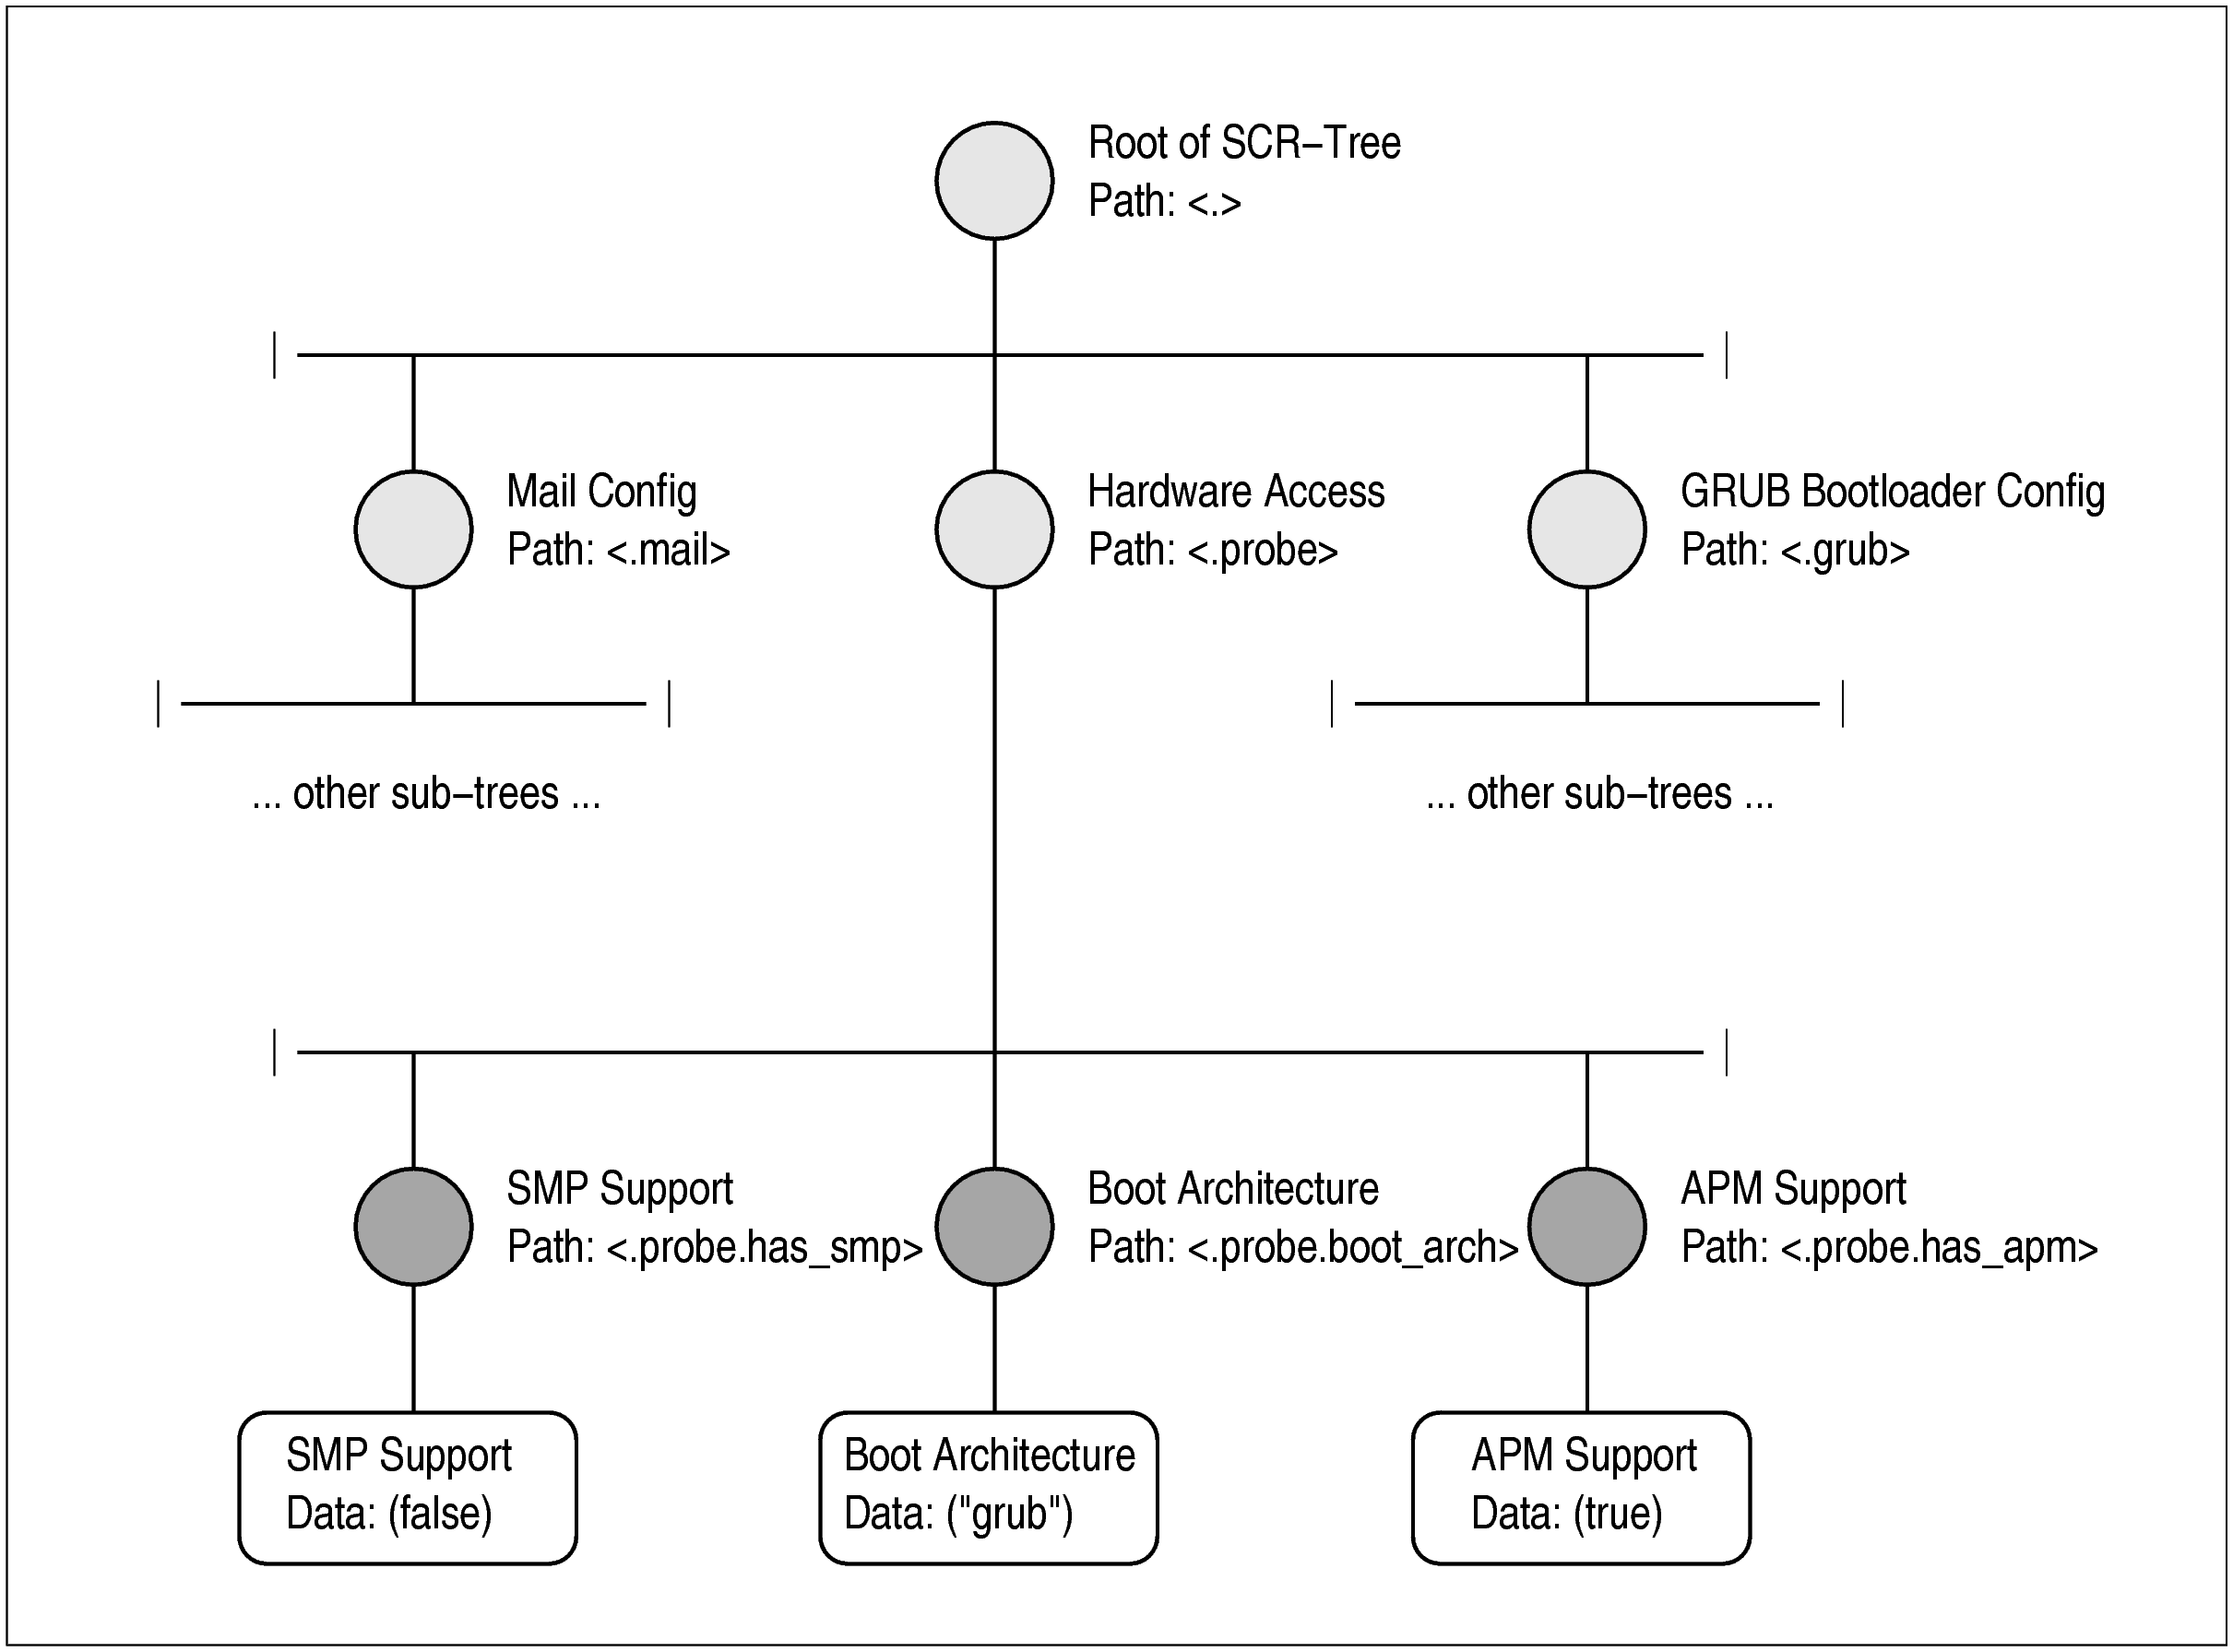 Root of SCR–Tree
Path: <.>
Mail Config
Path: <.mail>
Hardware Access
Path: <.probe>
GRUB Bootloader Config
Path: <.grub>
... other sub–trees ...
... other sub–trees ...
SMP Support
Path: <.probe.has_smp>
Boot Architecture
Path: <.probe.boot_arch>
APM Support
Path: <.probe.has_apm>
SMP Support
Data: (false)
Boot Architecture
Data: ("grub")
APM Support
Data: (true)